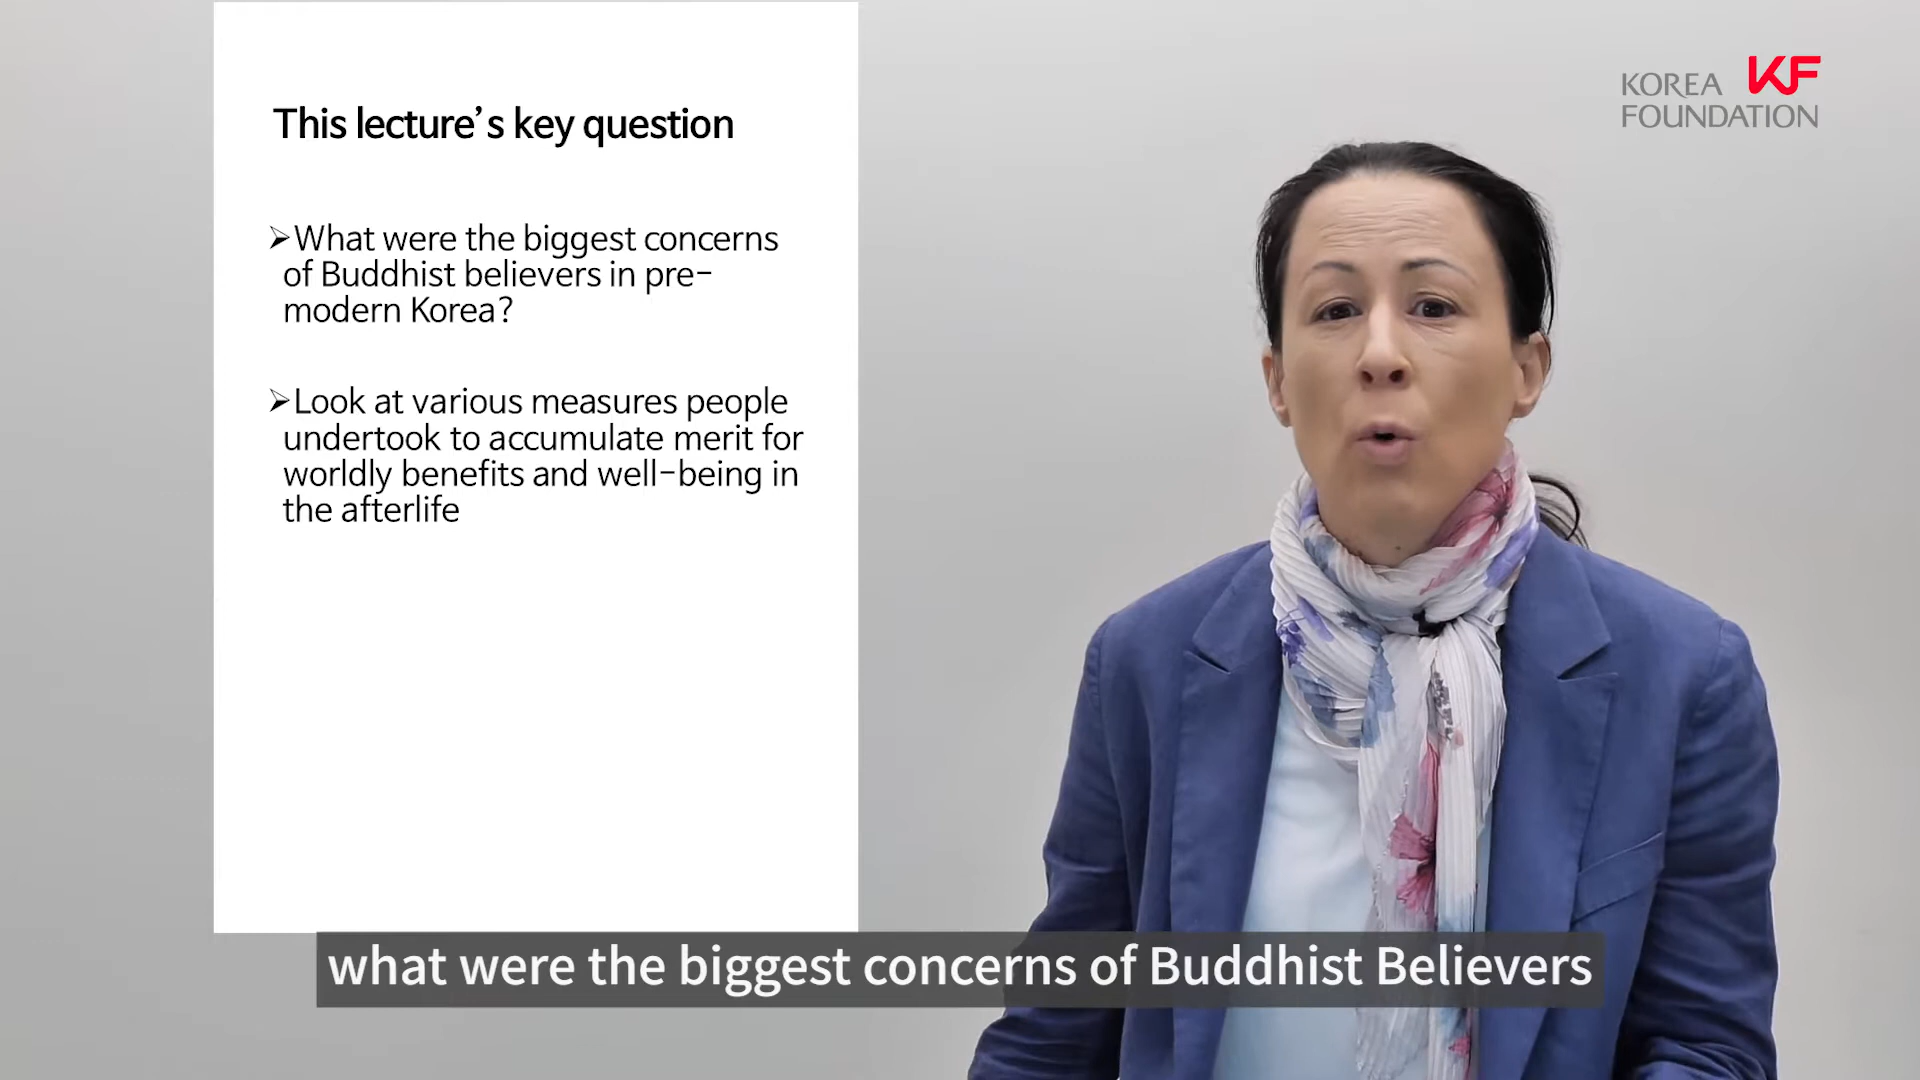 This lecture's key question
➢What were the biggest concerns
of Buddhist believers in pre-
modern Korea?
➢Look at various measures people
undertook to accumulate merit for
worldly benefits and well-being in
the afterlife
KOREA KF
FOUNDATION
what were the biggest concerns of Buddhist Believers